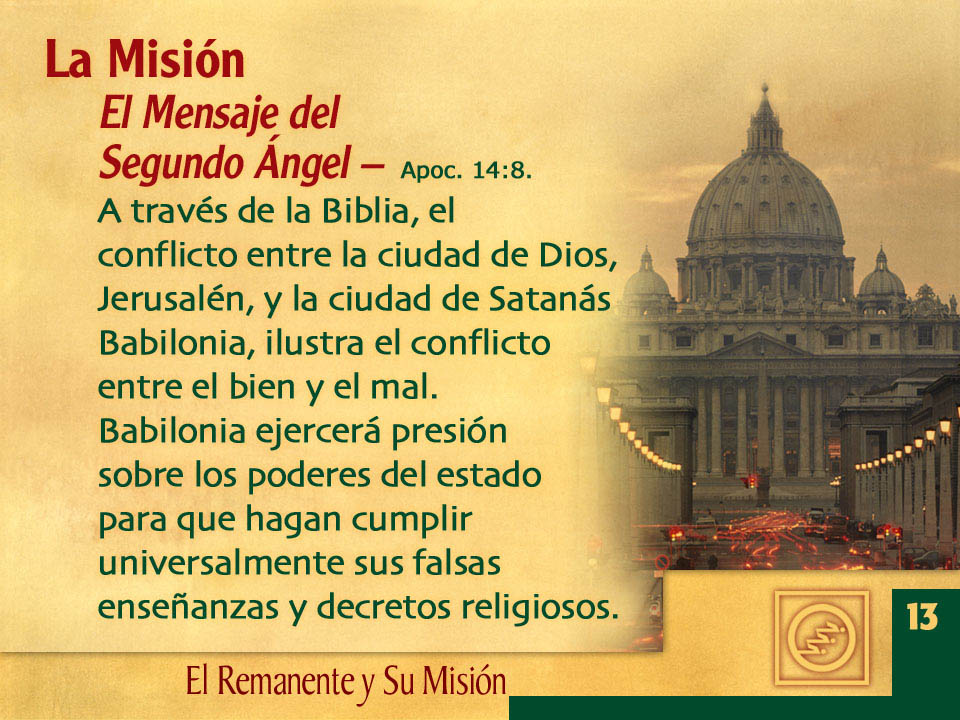 La Misión
El Mensaje del
Segundo Ángel – Apoc. 14:8.
A través de la Biblia, el
conflicto entre la ciudad de Dios,
Jerusalén, y la ciudad de Satanás
Babilonia, ilustra el conflicto
entre el bien y el mal.
Babilonia ejercerá presión
sobre los poderes del estado
para que hagan cumplir
universalmente sus falsas
enseñanzas y decretos religiosos.
13
El Remanente y Su Misión